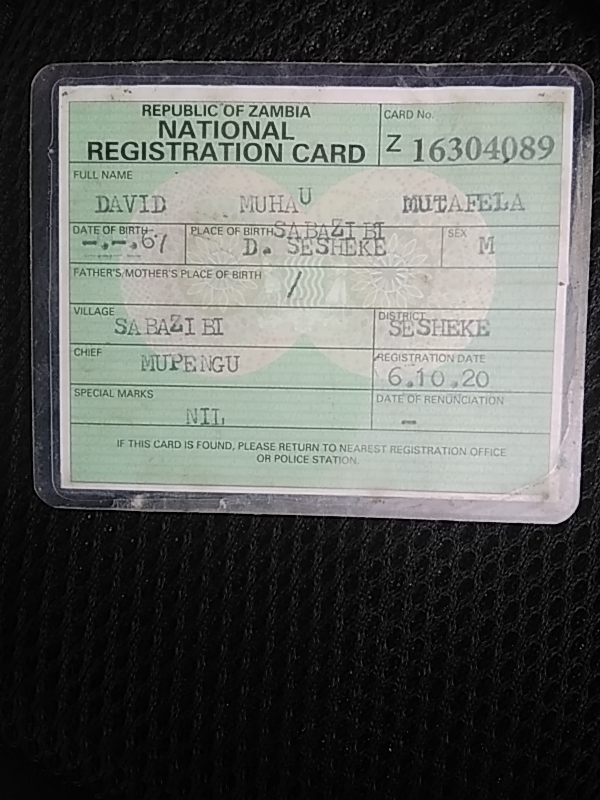 REPUBLIC OF ZAMBIA
NATIONAL
REGISTRATION CARD
CARD No.
Z 16304089
FULL NAME
DAVID MUHAU MUTAFELA
DATE OF BIRTH
-.-.67
PLACE OF BIRTH
SABAZIBI
D. SESHEKE
SEX
M
FATHER'S/MOTHER'S PLACE OF BIRTH
/
VILLAGE
SABAZIBI
DISTRICT
SESHEKE
CHIEF
MUPENGU
REGISTRATION DATE
6.10.20
SPECIAL MARKS
NIL
DATE OF RENUNCIATION
-
IF THIS CARD IS FOUND, PLEASE RETURN TO NEAREST REGISTRATION OFFICE
OR POLICE STATION.